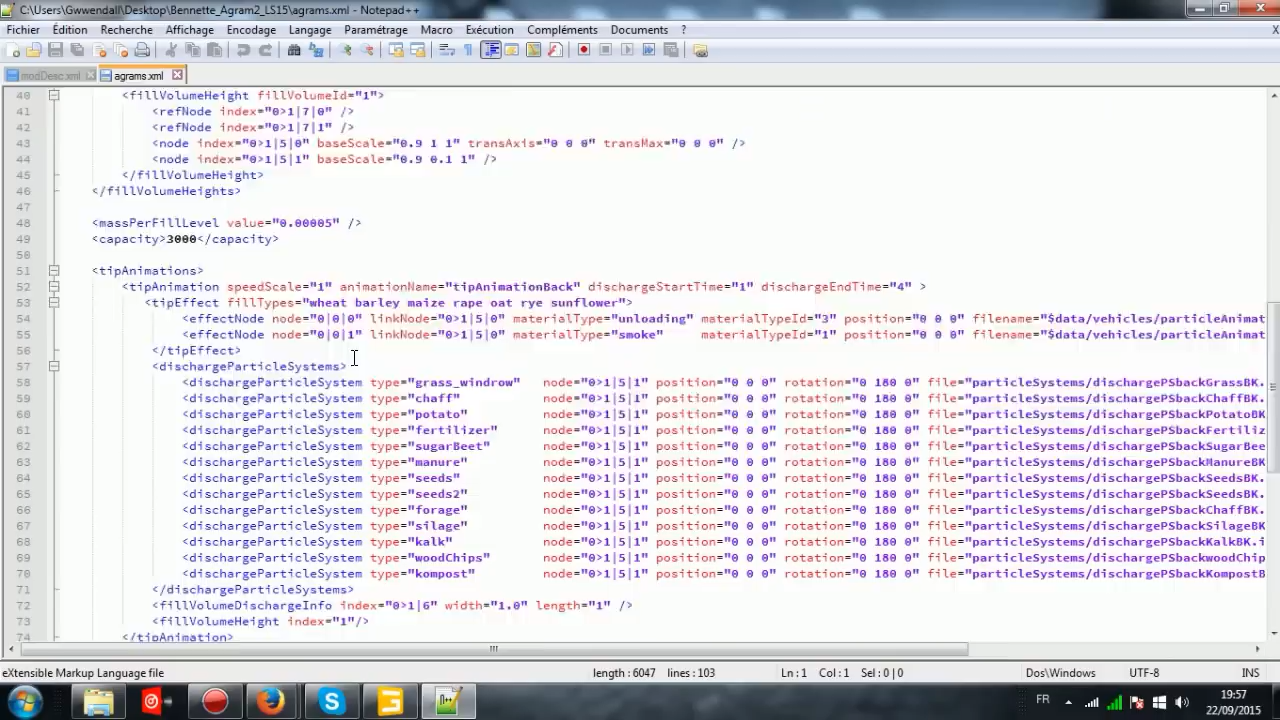 C:\Users\Gwwendall\Desktop\Bennette_Agram2_LS15\agrams.xml - Notepad++
Fichier Édition Recherche Affichage Encodage Langage Paramétrage Macro Exécution Compléments Documents ? X
modDesc.xml agrams.xml
40 <fillVolumeHeight fillVolumeId="1">
41 <refNode index="0>1|7|0" />
42 <refNode index="0>1|7|1" />
43 <node index="0>1|5|0" baseScale="0.9 1 1" transAxis="0 0 0" transMax="0 0 0" />
44 <node index="0>1|5|1" baseScale="0.9 0.1 1" />
45 </fillVolumeHeight>
46 </fillVolumeHeights>
47
48 <massPerFillLevel value="0.00005" />
49 <capacity>3000</capacity>
50
51 <tipAnimations>
52 <tipAnimation speedScale="1" animationName="tipAnimationBack" dischargeStartTime="1" dischargeEndTime="4" >
53 <tipEffect fillTypes="wheat barley maize rape oat rye sunflower">
54 <effectNode node="0|0|0" linkNode="0>1|5|0" materialType="unloading" materialTypeId="3" position="0 0 0" filename="$data/vehicles/particleAnimat
55 <effectNode node="0|0|1" linkNode="0>1|5|0" materialType="smoke" materialTypeId="1" position="0 0 0" filename="$data/vehicles/particleAnimat
56 </tipEffect>
57 <dischargeParticleSystems>
58 <dischargeParticleSystem type="grass_windrow" node="0>1|5|1" position="0 0 0" rotation="0 180 0" file="particleSystems/dischargePSbackGrassBK.
59 <dischargeParticleSystem type="chaff" node="0>1|5|1" position="0 0 0" rotation="0 180 0" file="particleSystems/dischargePSbackChaffBK.
60 <dischargeParticleSystem type="potato" node="0>1|5|1" position="0 0 0" rotation="0 180 0" file="particleSystems/dischargePSbackPotatoBK
61 <dischargeParticleSystem type="fertilizer" node="0>1|5|1" position="0 0 0" rotation="0 180 0" file="particleSystems/dischargePSbackFertiliz
62 <dischargeParticleSystem type="sugarBeet" node="0>1|5|1" position="0 0 0" rotation="0 180 0" file="particleSystems/dischargePSbackSugarBee
63 <dischargeParticleSystem type="manure" node="0>1|5|1" position="0 0 0" rotation="0 180 0" file="particleSystems/dischargePSbackManureBK
64 <dischargeParticleSystem type="seeds" node="0>1|5|1" position="0 0 0" rotation="0 180 0" file="particleSystems/dischargePSbackSeedsBK.
65 <dischargeParticleSystem type="seeds2" node="0>1|5|1" position="0 0 0" rotation="0 180 0" file="particleSystems/dischargePSbackSeedsBK.
66 <dischargeParticleSystem type="forage" node="0>1|5|1" position="0 0 0" rotation="0 180 0" file="particleSystems/dischargePSbackChaffBK.
67 <dischargeParticleSystem type="silage" node="0>1|5|1" position="0 0 0" rotation="0 180 0" file="particleSystems/dischargePSbackSilageBK
68 <dischargeParticleSystem type="kalk" node="0>1|5|1" position="0 0 0" rotation="0 180 0" file="particleSystems/dischargePSbackKalkBK.i
69 <dischargeParticleSystem type="woodChips" node="0>1|5|1" position="0 0 0" rotation="0 180 0" file="particleSystems/dischargePSbackwoodChip
70 <dischargeParticleSystem type="kompost" node="0>1|5|1" position="0 0 0" rotation="0 180 0" file="particleSystems/dischargePSbackKompostB
71 </dischargeParticleSystems>
72 <fillVolumeDischargeInfo index="0>1|6" width="1.0" length="1" />
73 <fillVolumeHeight index="1"/>
74 </tipAnimation>
eXtensible Markup Language file length : 6047 lines : 103 Ln : 1 Col : 1 Sel : 0 | 0 Dos\Windows UTF-8 INS
FR 19:57
22/09/2015